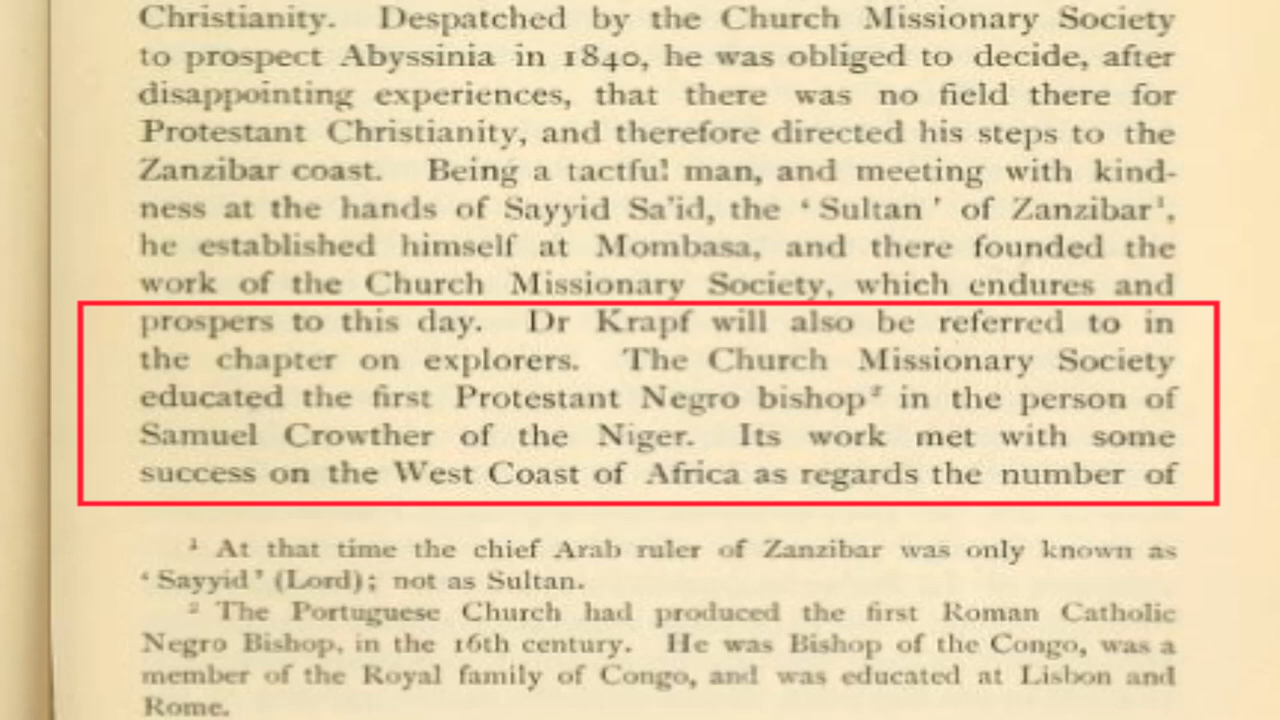 Christianity. Despatched by the Church Missionary Society
to prospect Abyssinia in 1840, he was obliged to decide, after
disappointing experiences, that there was no field there for
Protestant Christianity, and therefore directed his steps to the
Zanzibar coast. Being a tactful man, and meeting with kind-
ness at the hands of Sayyid Sa'id, the ‘Sultan’ of Zanzibar¹,
he established himself at Mombasa, and there founded the
work of the Church Missionary Society, which endures and
prospers to this day. Dr Krapf will also be referred to in
the chapter on explorers. The Church Missionary Society
educated the first Protestant Negro bishop² in the person of
Samuel Crowther of the Niger. Its work met with some
success on the West Coast of Africa as regards the number of
¹ At that time the chief Arab ruler of Zanzibar was only known as
‘Sayyid’ (Lord); not as Sultan.
² The Portuguese Church had produced the first Roman Catholic
Negro Bishop, in the 16th century. He was Bishop of the Congo, was a
member of the Royal family of Congo, and was educated at Lisbon and
Rome.